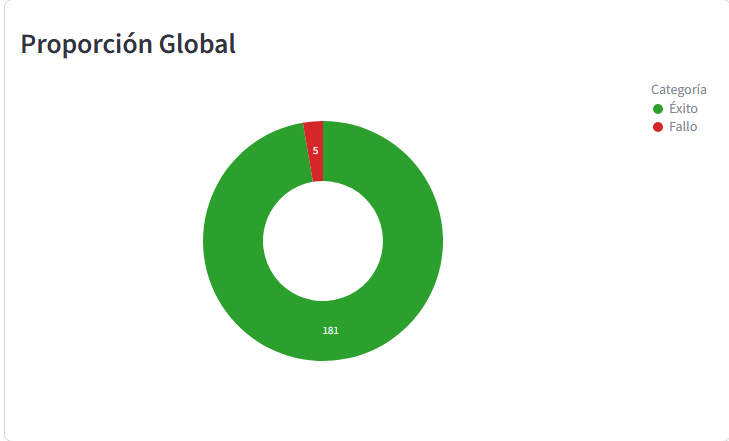 Proporción Global
Categoría
Éxito
Fallo
5
181